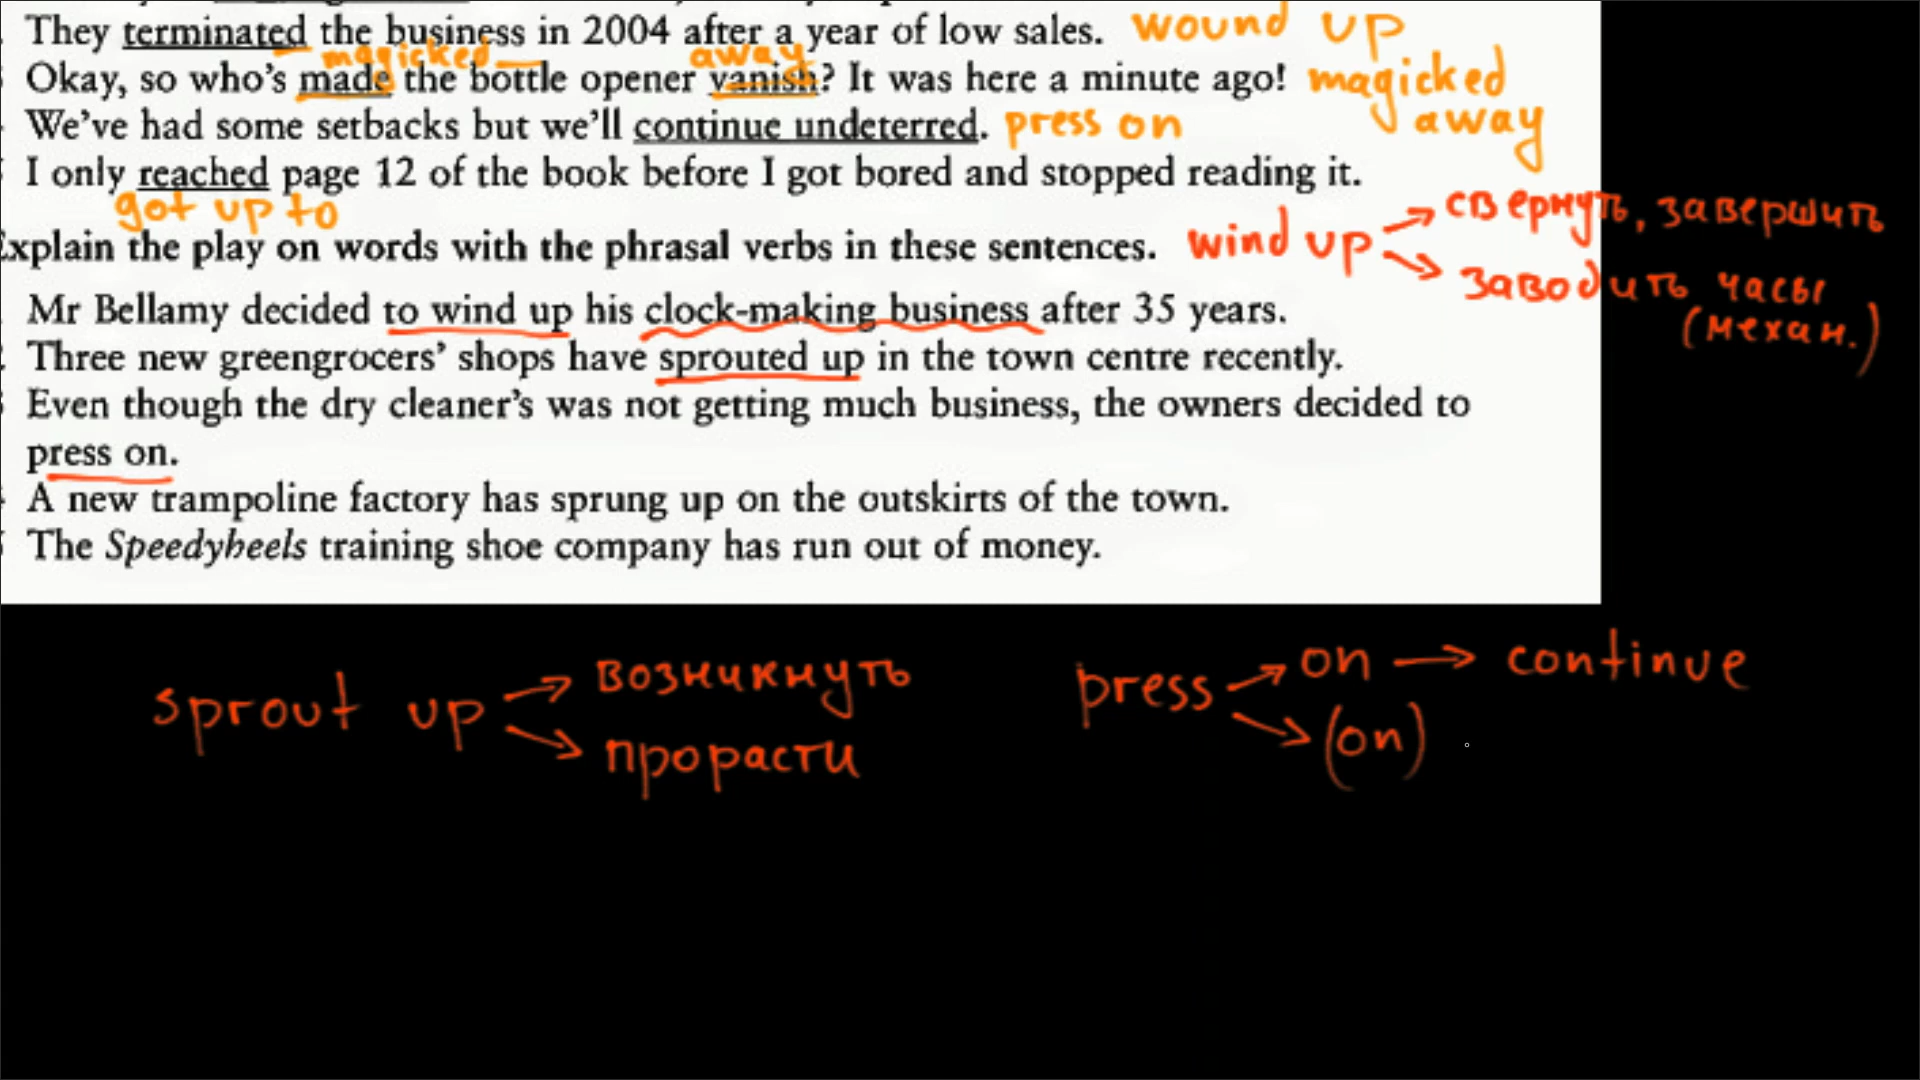 They terminated the business in 2004 after a year of low sales. wound up
magicked away
Okay, so who's made the bottle opener vanish? It was here a minute ago! magicked away
We've had some setbacks but we'll continue undeterred. press on
I only reached page 12 of the book before I got bored and stopped reading it.
got up to
Explain the play on words with the phrasal verbs in these sentences.
wind up → свернуть, завершить
→ заводить часы
(механ.)
Mr Bellamy decided to wind up his clock-making business after 35 years.
Three new greengrocers' shops have sprouted up in the town centre recently.
Even though the dry cleaner's was not getting much business, the owners decided to
press on.
A new trampoline factory has sprung up on the outskirts of the town.
The Speedyheels training shoe company has run out of money.
sprout up → возникнуть
→ прорасти
press → on → continue
→ (on)